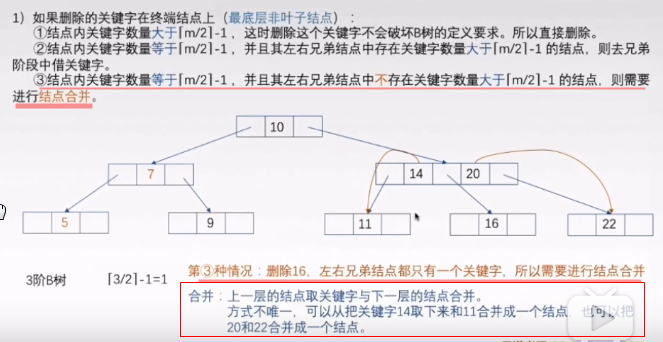 1）如果删除的关键字在终端结点上（最底层非叶子结点）：
①结点内关键字数量大于⌈m/2⌉-1，这时删除这个关键字不会破坏B树的定义要求。所以直接删除。
②结点内关键字数量等于⌈m/2⌉-1，并且其左右兄弟结点中存在关键字数量大于⌈m/2⌉-1 的结点，则去兄弟
阶段中借关键字。
③结点内关键字数量等于⌈m/2⌉-1，并且其左右兄弟结点中不存在关键字数量大于⌈m/2⌉-1 的结点，则需要
进行结点合并。
10
7
14 20
5
9
11
16
22
3阶B树 ⌈3/2⌉-1=1
第③种情况：删除16，左右兄弟结点都只有一个关键字，所以需要进行结点合并
合并：上一层的结点取关键字与下一层的结点合并。
方式不唯一，可以从把关键字14取下来和11合并成一个结点，也可以把
20和22合并成一个结点。